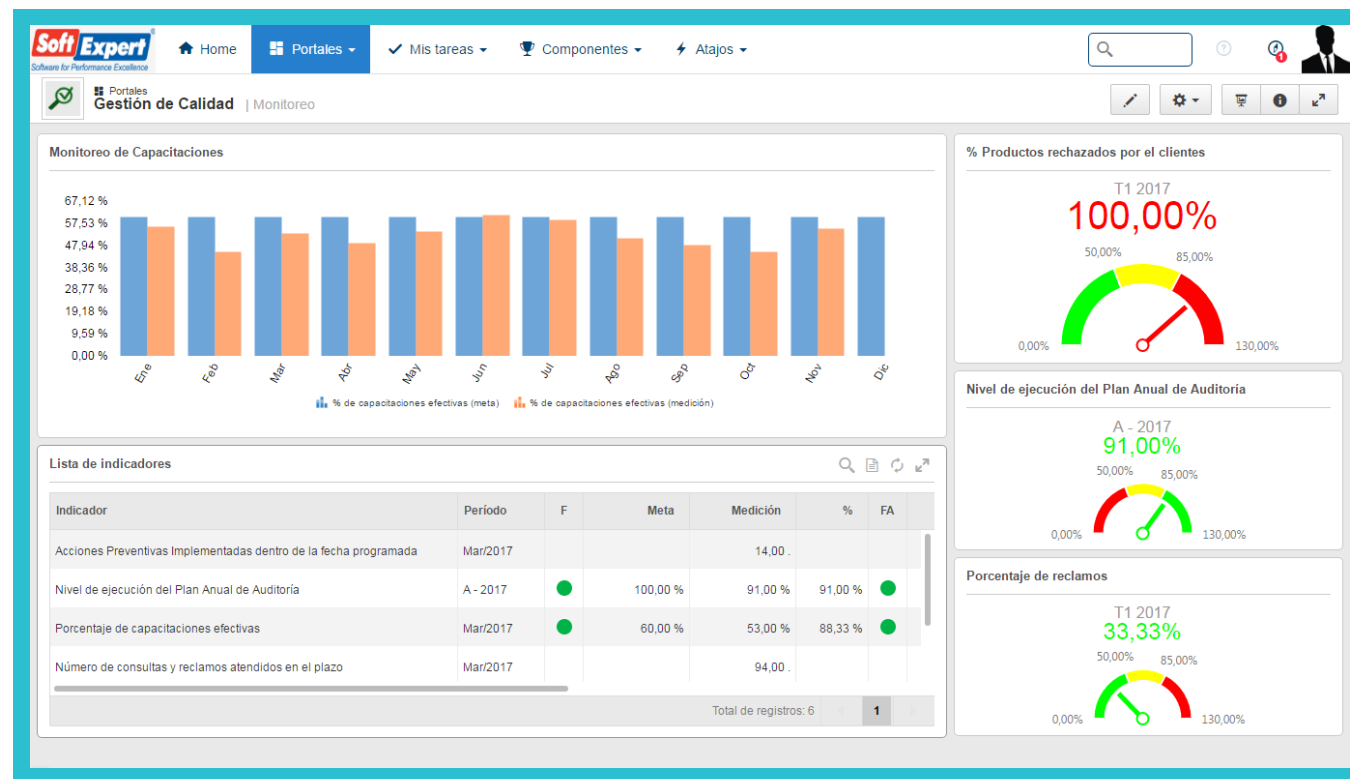 Soft Expert
Software for Performance Excellence
Home
Portales
Mis tareas
Componentes
Atajos
1
Portales
Gestión de Calidad | Monitoreo
Monitoreo de Capacitaciones
67,12 %
57,53 %
47,94 %
38,36 %
28,77 %
19,18 %
9,59 %
0,00 %
Ene Feb Mar Abr May Jun Jul Ago Sep Oct Nov Dic
% de capacitaciones efectivas (meta) % de capacitaciones efectivas (medición)
% Productos rechazados por el clientes
T1 2017
100,00%
50,00% 85,00%
0,00% 130,00%
Nivel de ejecución del Plan Anual de Auditoría
A - 2017
91,00%
50,00% 85,00%
0,00% 130,00%
Porcentaje de reclamos
T1 2017
33,33%
50,00% 85,00%
0,00% 130,00%
Lista de indicadores
Indicador Período F Meta Medición % FA
Acciones Preventivas Implementadas dentro de la fecha programada Mar/2017 14,00 .
Nivel de ejecución del Plan Anual de Auditoría A - 2017 100,00 % 91,00 % 91,00 %
Porcentaje de capacitaciones efectivas Mar/2017 60,00 % 53,00 % 88,33 %
Número de consultas y reclamos atendidos en el plazo Mar/2017 94,00 .
Total de registros: 6 1